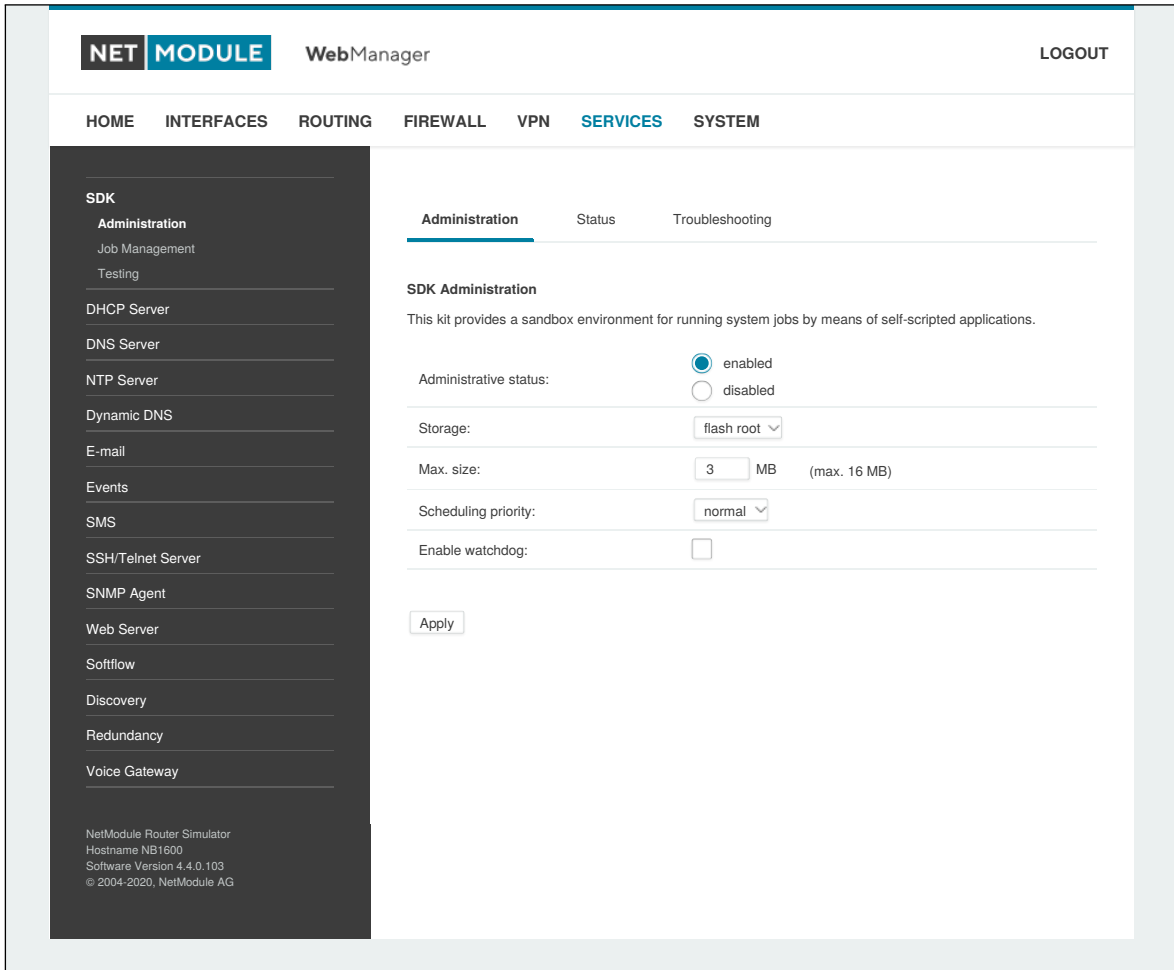 NET MODULE WebManager LOGOUT
HOME INTERFACES ROUTING FIREWALL VPN SERVICES SYSTEM
SDK
Administration
Job Management
Testing
DHCP Server
DNS Server
NTP Server
Dynamic DNS
E-mail
Events
SMS
SSH/Telnet Server
SNMP Agent
Web Server
Softflow
Discovery
Redundancy
Voice Gateway
NetModule Router Simulator
Hostname NB1600
Software Version 4.4.0.103
© 2004-2020, NetModule AG
Administration Status Troubleshooting
SDK Administration
This kit provides a sandbox environment for running system jobs by means of self-scripted applications.
Administrative status:
enabled
disabled
Storage: flash root
Max. size: 3 MB (max. 16 MB)
Scheduling priority: normal
Enable watchdog:
Apply